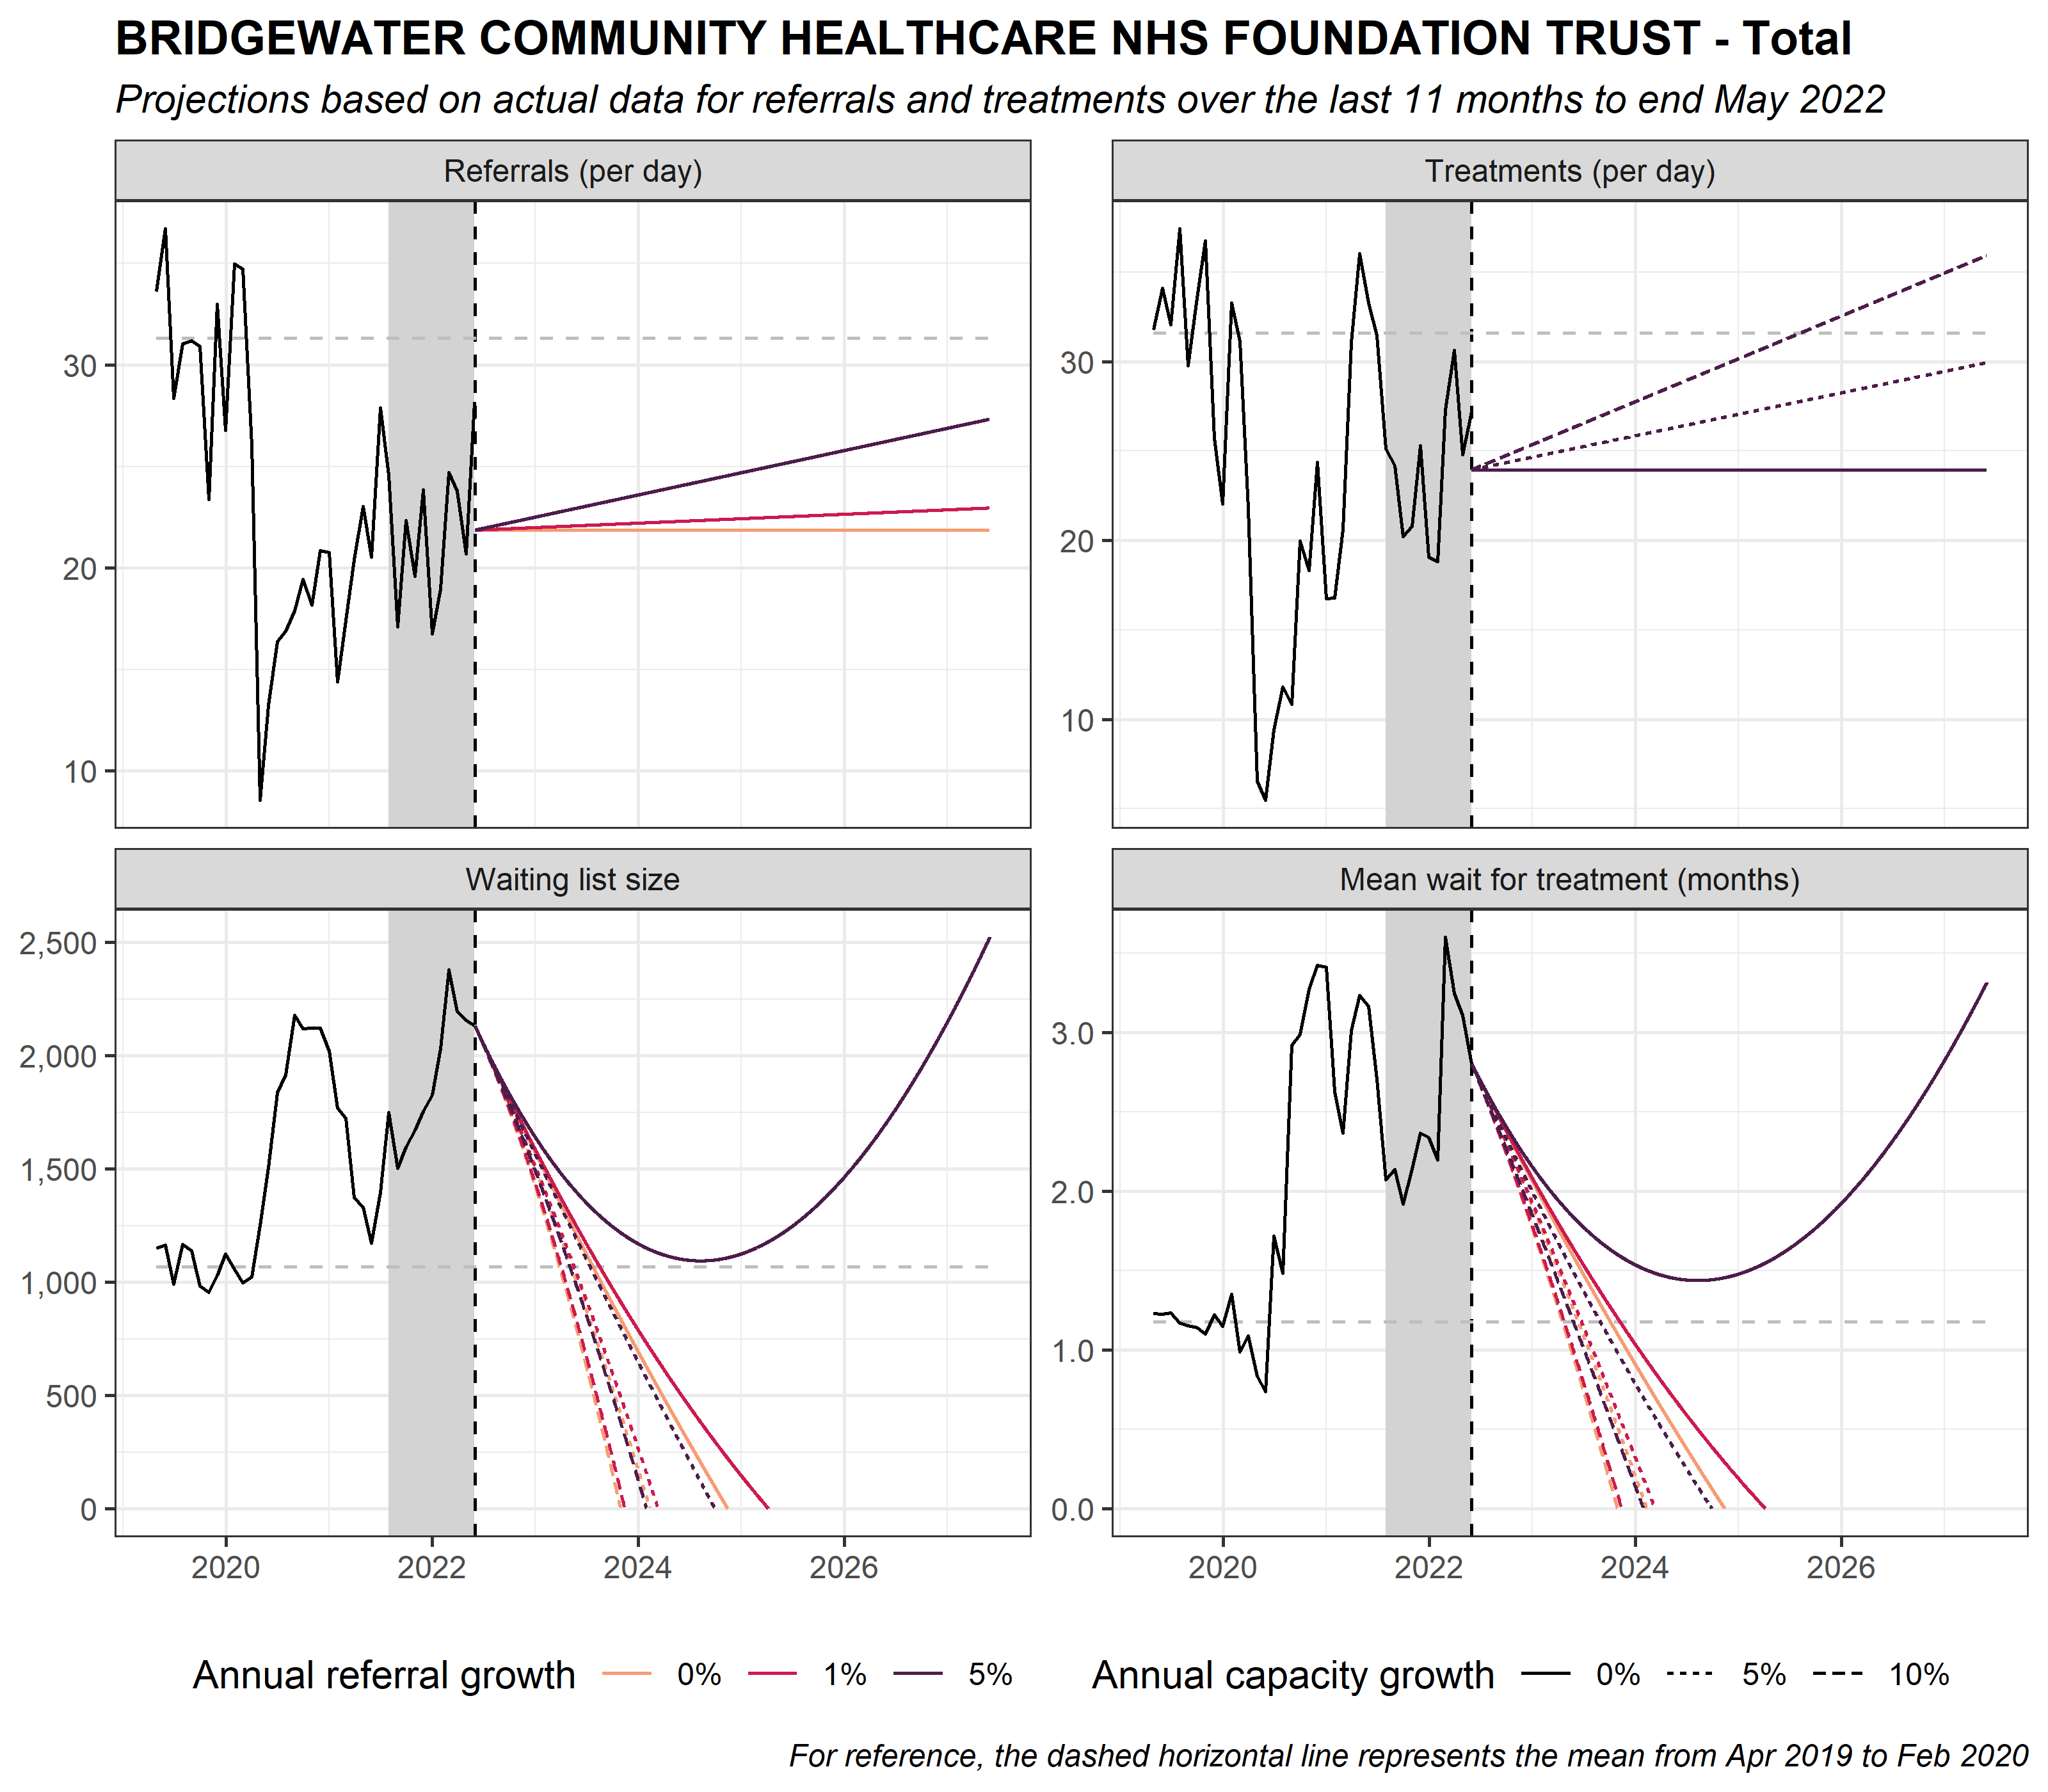 BRIDGEWATER COMMUNITY HEALTHCARE NHS FOUNDATION TRUST - Total
Projections based on actual data for referrals and treatments over the last 11 months to end May 2022
Referrals (per day)
30
20
10
Treatments (per day)
30
20
10
Waiting list size
2,500
2,000
1,500
1,000
500
0
2020 2022 2024 2026
Mean wait for treatment (months)
3.0
2.0
1.0
0.0
2020 2022 2024 2026
Annual referral growth 0% 1% 5%
Annual capacity growth 0% 5% 10%
For reference, the dashed horizontal line represents the mean from Apr 2019 to Feb 2020